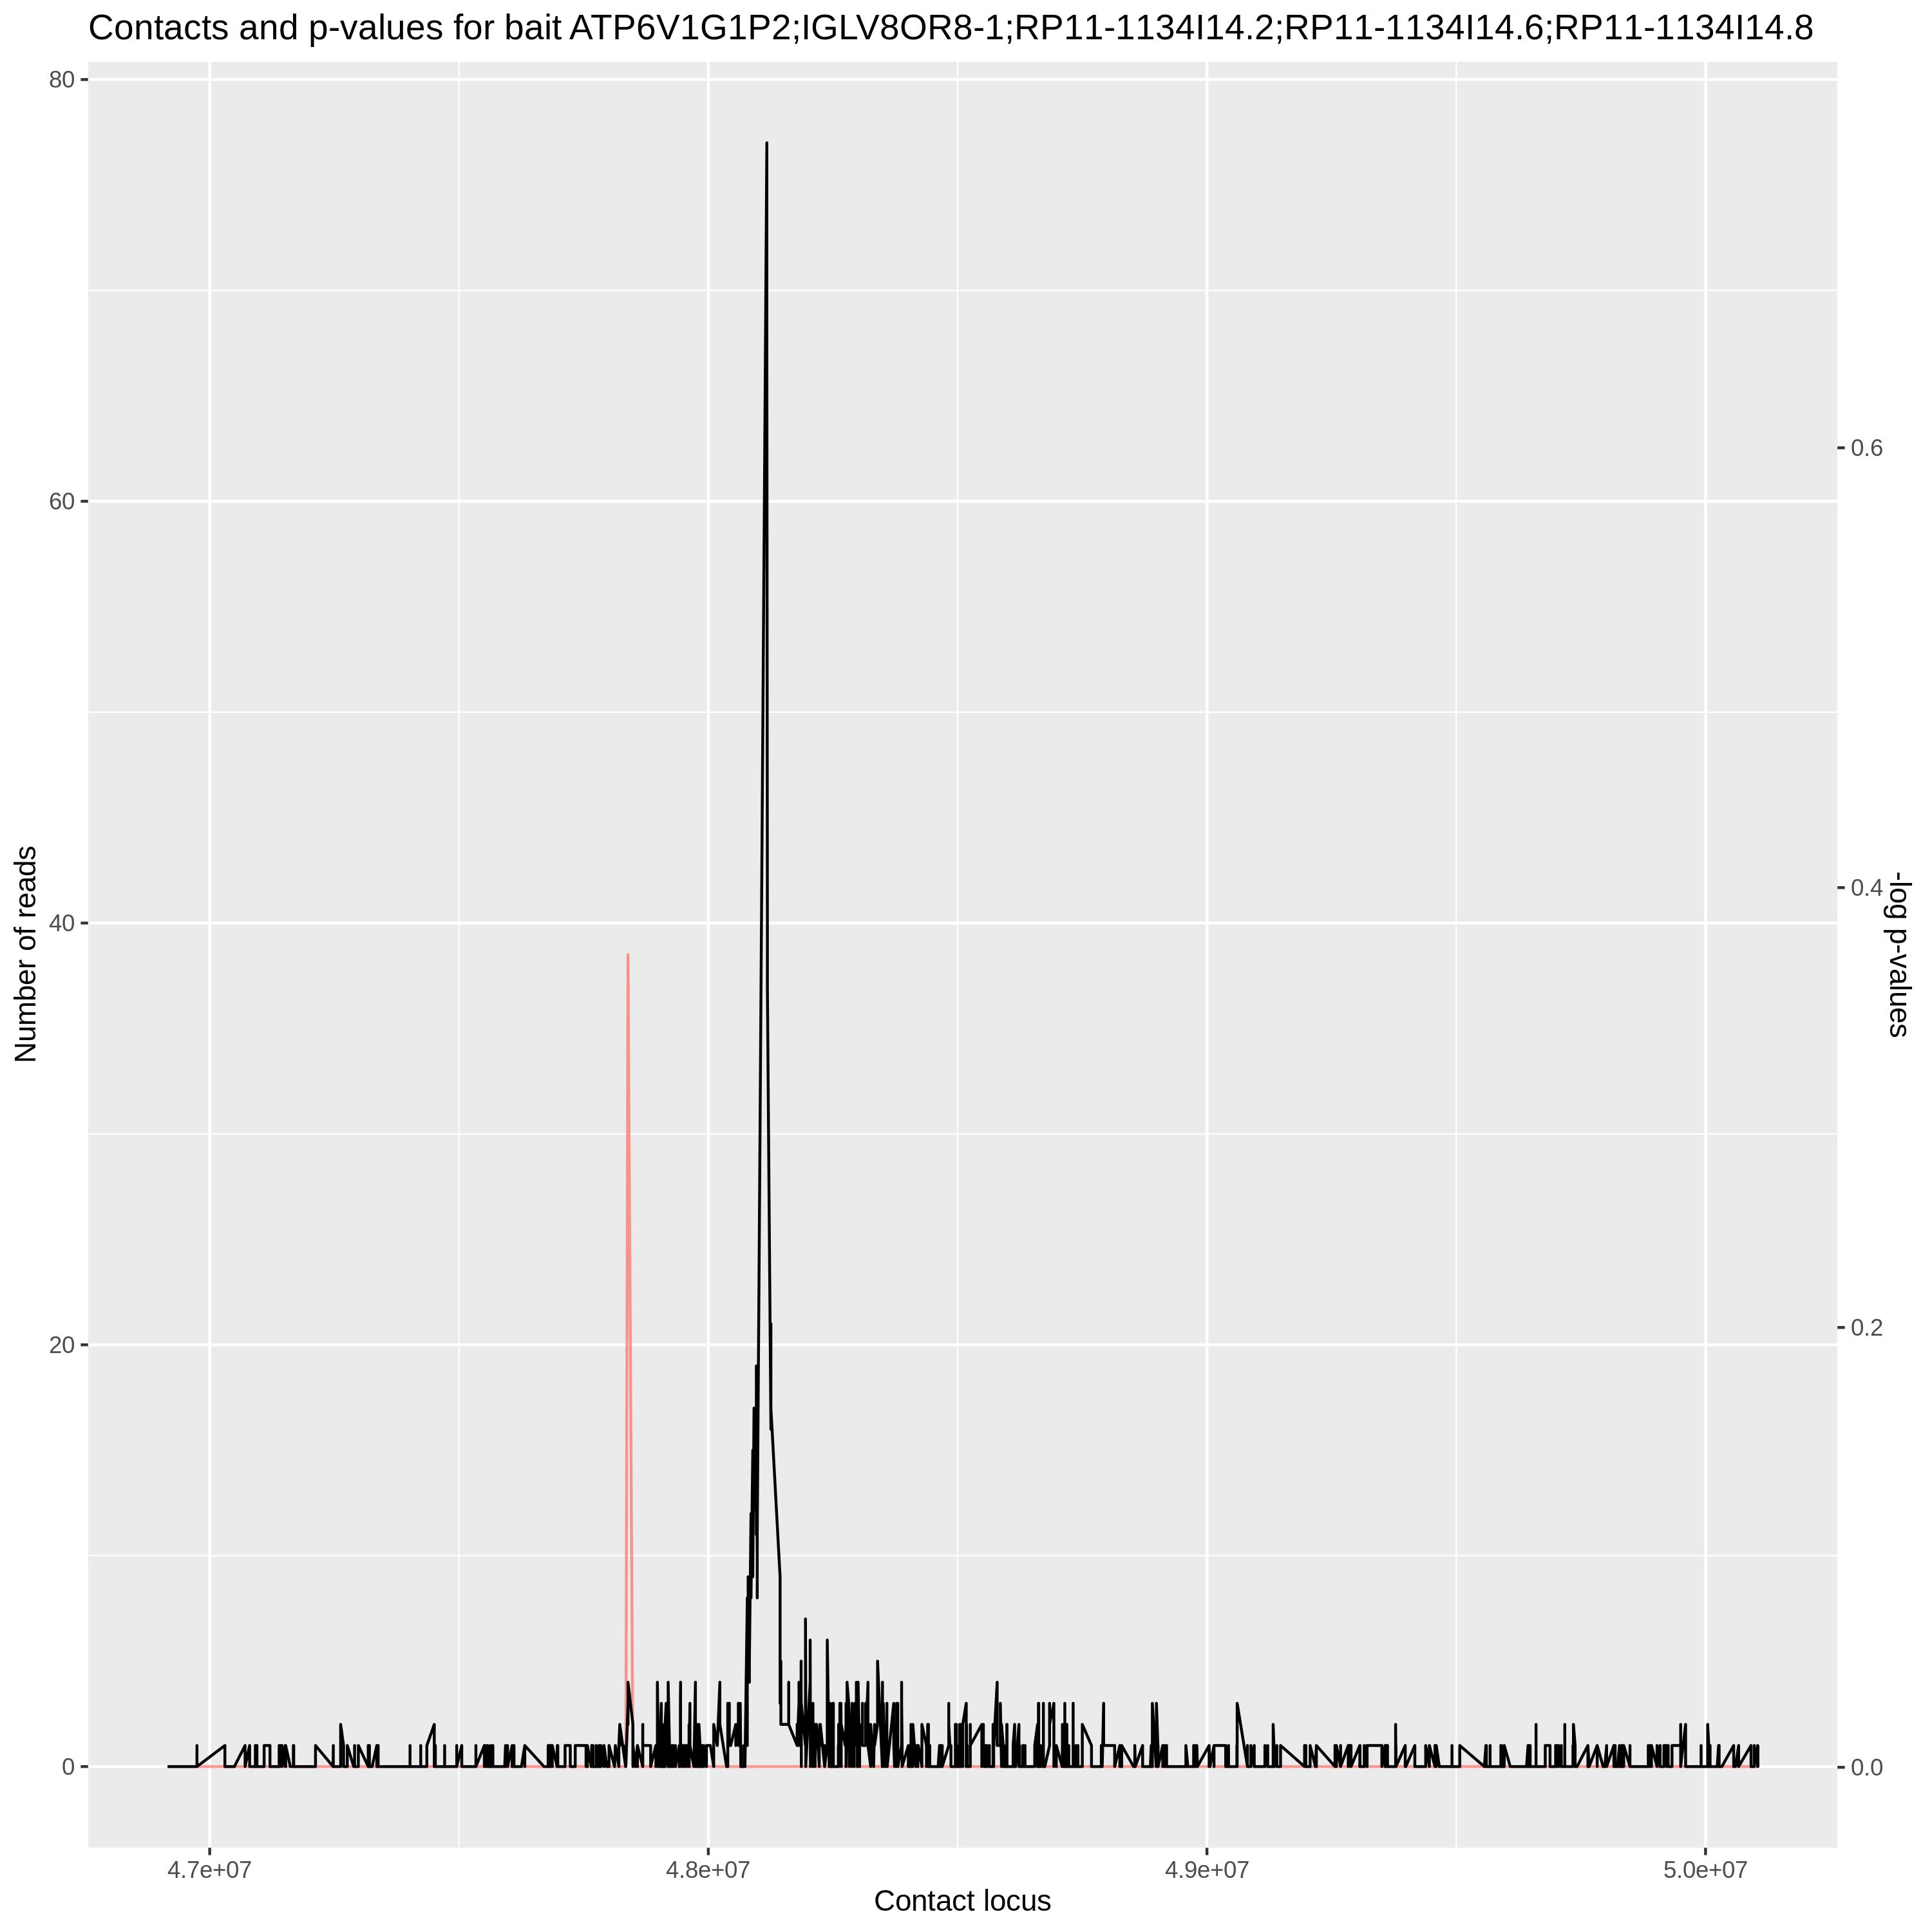 Contacts and p-values for bait ATP6V1G1P2;IGLV8OR8-1;RP11-1134I14.2;RP11-1134I14.6;RP11-1134I14.8
80
60
40
20
0
Number of reads
0.6
0.4
0.2
0.0
-log p-values
4.7e+07
4.8e+07
4.9e+07
5.0e+07
Contact locus